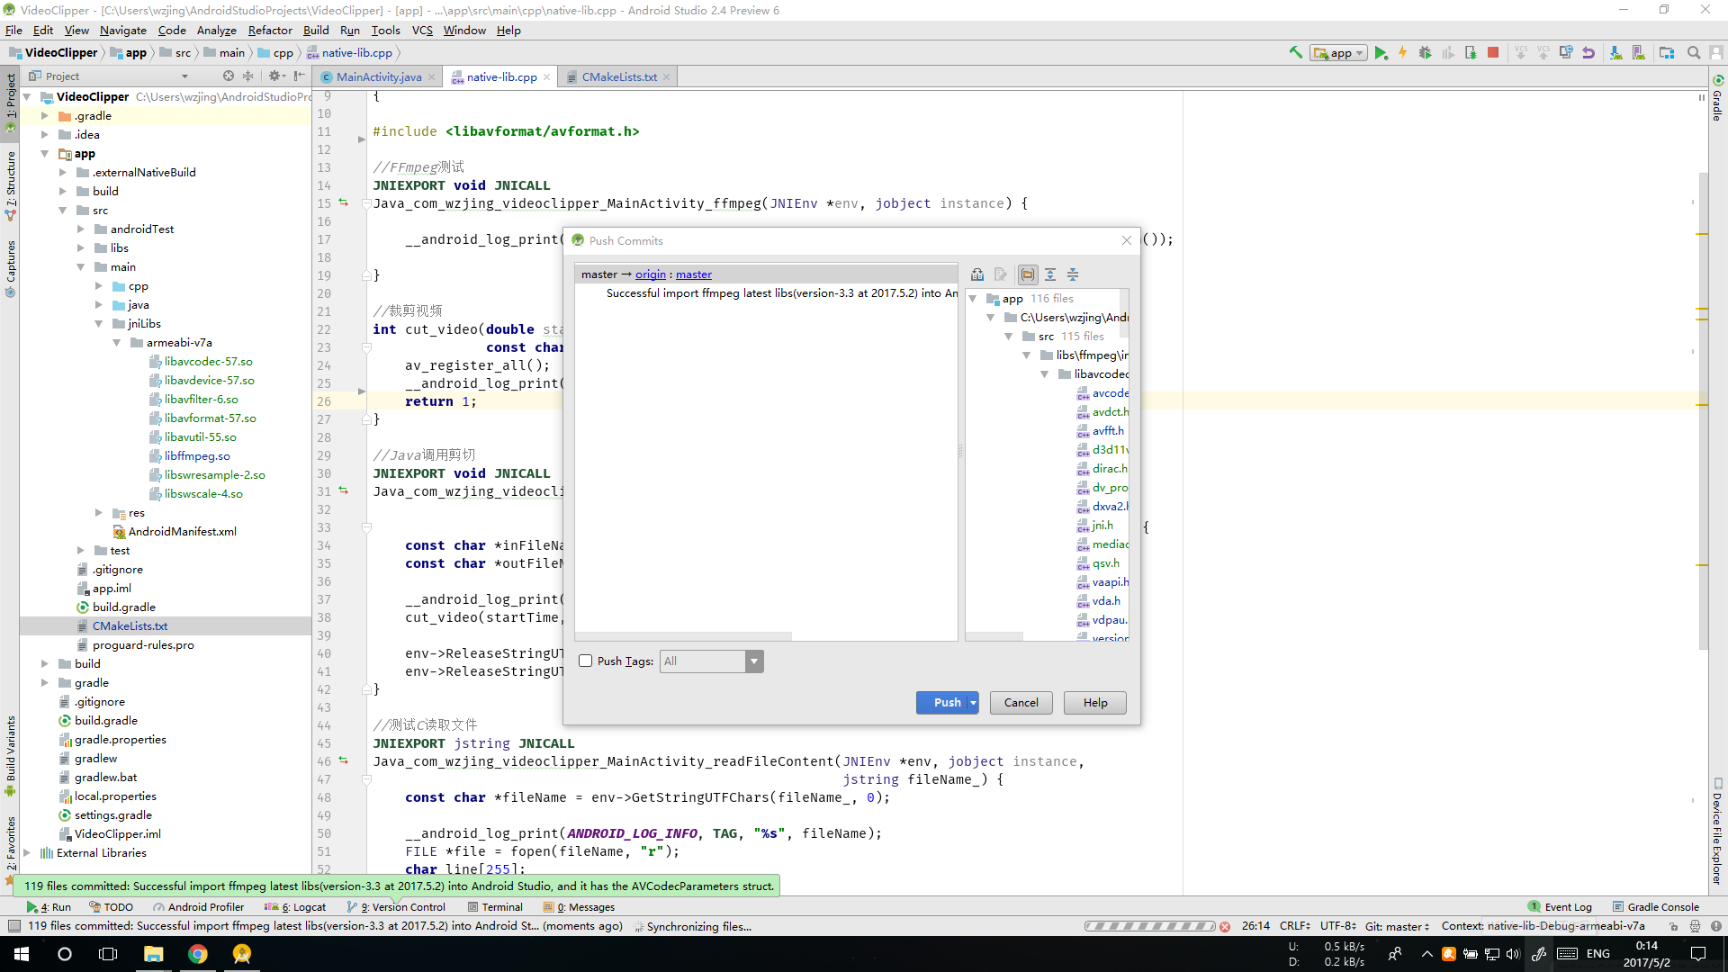 VideoClipper - [C:\Users\wzjing\AndroidStudioProjects\VideoClipper] - [app] - ...\app\src\main\cpp\native-lib.cpp - Android Studio 2.4 Preview 6
File Edit View Navigate Code Analyze Refactor Build Run Tools VCS Window Help
VideoClipper app src main cpp native-lib.cpp
app
Project
MainActivity.java native-lib.cpp CMakeLists.txt
1: Project
Z: Structure
Captures
Build Variants
2: Favorites
VideoClipper C:\Users\wzjing\AndroidStudioPro
.gradle
.idea
app
.externalNativeBuild
build
src
androidTest
libs
main
cpp
java
jniLibs
armeabi-v7a
libavcodec-57.so
libavdevice-57.so
libavfilter-6.so
libavformat-57.so
libavutil-55.so
libffmpeg.so
libswresample-2.so
libswscale-4.so
res
AndroidManifest.xml
test
.gitignore
app.iml
build.gradle
CMakeLists.txt
proguard-rules.pro
build
gradle
.gitignore
build.gradle
gradle.properties
gradlew
gradlew.bat
local.properties
settings.gradle
VideoClipper.iml
External Libraries
9 {
10
11 #include <libavformat/avformat.h>
12
13 //FFmpeg测试
14 JNIEXPORT void JNICALL
15 Java_com_wzjing_videoclipper_MainActivity_ffmpeg(JNIEnv *env, jobject instance) {
16
17 __android_log_print( ());
18
19 }
20
21 //裁剪视频
22 int cut_video(double sta
23 const char
24 av_register_all();
25 __android_log_print(
26 return 1;
27 }
28
29 //Java调用剪切
30 JNIEXPORT void JNICALL
31 Java_com_wzjing_videocli
32
33 {
34 const char *inFileNa
35 const char *outFileN
36
37 __android_log_print(
38 cut_video(startTime,
39
40 env->ReleaseStringUT
41 env->ReleaseStringUT
42 }
43
44 //测试C读取文件
45 JNIEXPORT jstring JNICALL
46 Java_com_wzjing_videoclipper_MainActivity_readFileContent(JNIEnv *env, jobject instance,
47 jstring fileName_) {
48 const char *fileName = env->GetStringUTFChars(fileName_, 0);
49
50 __android_log_print(ANDROID_LOG_INFO, TAG, "%s", fileName);
51 FILE *file = fopen(fileName, "r");
52 char line[255];
Push Commits
master → origin : master
Successful import ffmpeg latest libs(version-3.3 at 2017.5.2) into An
app 116 files
C:\Users\wzjing\Andr
src 115 files
libs\ffmpeg\in
libavcodec
avcode
avdct.h
avfft.h
d3d11v
dirac.h
dv_pro
dxva2.h
jni.h
mediac
qsv.h
vaapi.h
vda.h
vdpau.
version
Push Tags: All
Push Cancel Help
Gradle
Device File Explorer
119 files committed: Successful import ffmpeg latest libs(version-3.3 at 2017.5.2) into Android Studio, and it has the AVCodecParameters struct.
4: Run TODO Android Profiler 6: Logcat 9: Version Control Terminal 0: Messages 1 Event Log Gradle Console
119 files committed: Successful import ffmpeg latest libs(version-3.3 at 2017.5.2) into Android St... (moments ago) Synchronizing files... 26:14 CRLF UTF-8 Git: master Context: native-lib-Debug-armeabi-v7a
U: 0.5 kB/s
D: 0.2 kB/s
ENG
0:14
2017/5/2